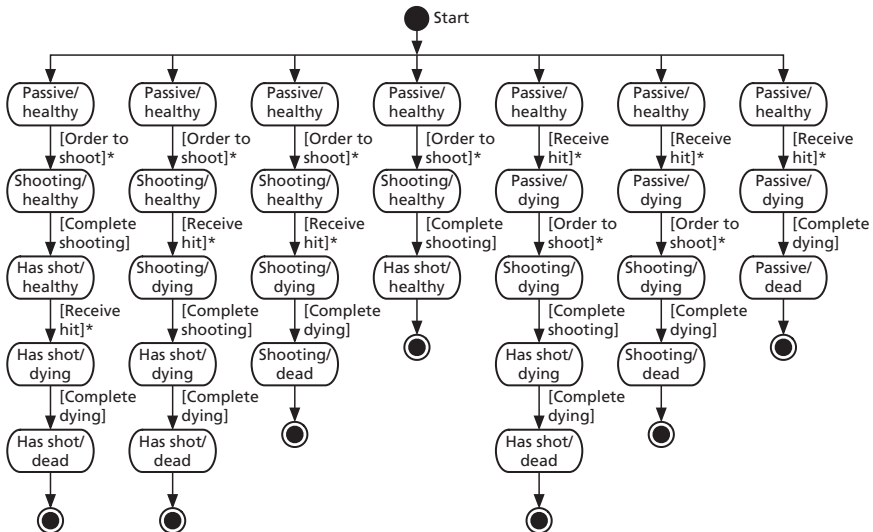 Start
Passive/
healthy
[Order to
shoot]*
Shooting/
healthy
[Complete
shooting]
Has shot/
healthy
[Receive
hit]*
Has shot/
dying
[Complete
dying]
Has shot/
dead
Passive/
healthy
[Order to
shoot]*
Shooting/
healthy
[Receive
hit]*
Shooting/
dying
[Complete
shooting]
Has shot/
dying
[Complete
dying]
Has shot/
dead
Passive/
healthy
[Order to
shoot]*
Shooting/
healthy
[Receive
hit]*
Shooting/
dying
[Complete
dying]
Shooting/
dead
Passive/
healthy
[Order to
shoot]*
Shooting/
healthy
[Complete
shooting]
Has shot/
healthy
Passive/
healthy
[Receive
hit]*
Passive/
dying
[Order to
shoot]*
Shooting/
dying
[Complete
shooting]
Has shot/
dying
[Complete
dying]
Has shot/
dead
Passive/
healthy
[Receive
hit]*
Passive/
dying
[Order to
shoot]*
Shooting/
dying
[Complete
dying]
Shooting/
dead
Passive/
healthy
[Receive
hit]*
Passive/
dying
[Complete
dying]
Passive/
dead